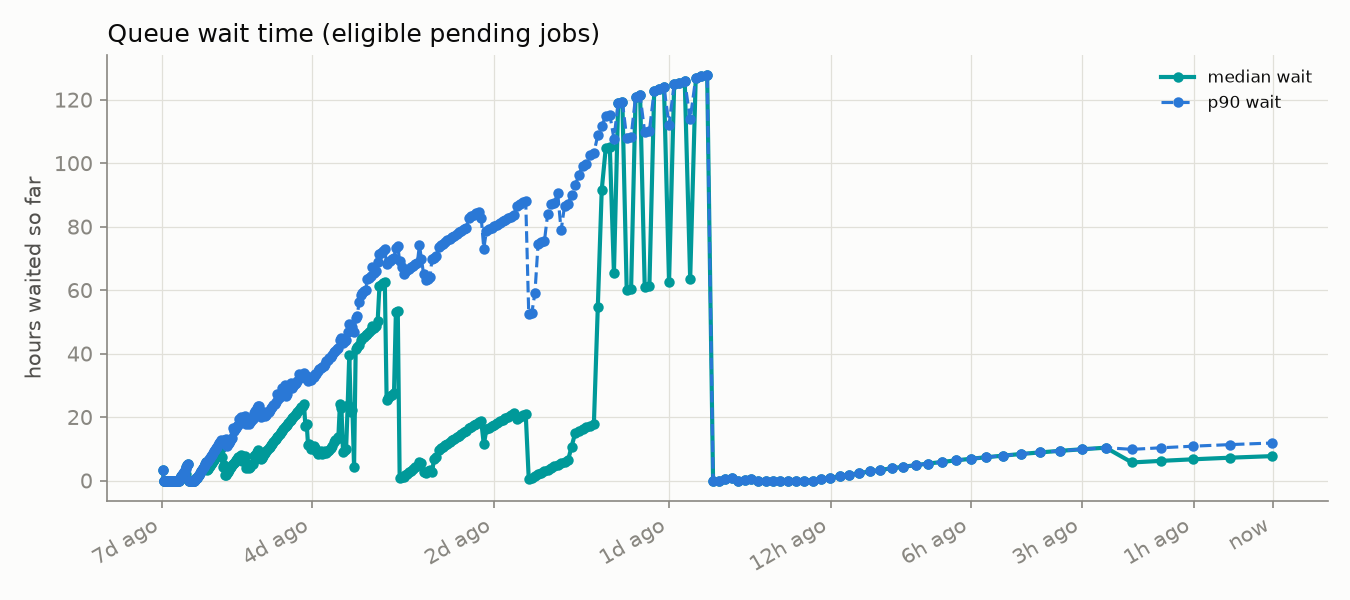 Queue wait time (eligible pending jobs)
median wait
p90 wait
hours waited so far
120
100
80
60
40
20
0
7d ago
4d ago
2d ago
1d ago
12h ago
6h ago
3h ago
1h ago
now